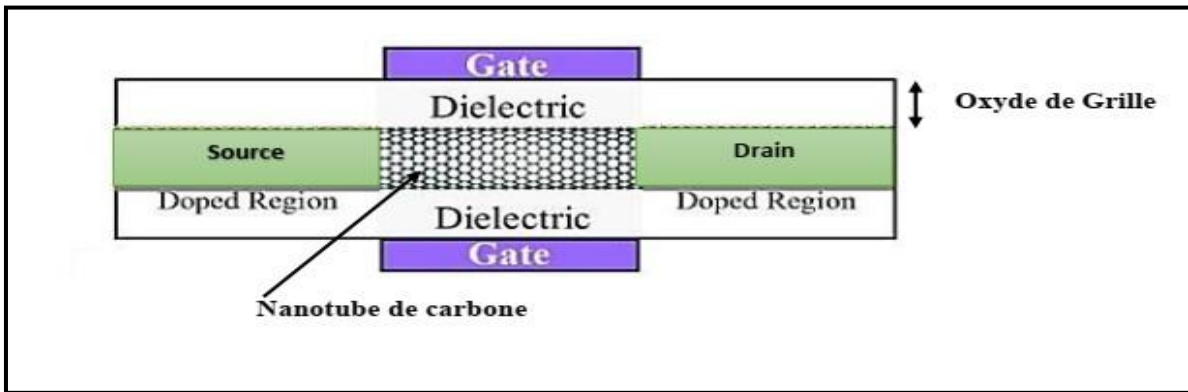 Gate
Dielectric
Oxyde de Grille
Source
Drain
Doped Region
Doped Region
Dielectric
Gate
Nanotube de carbone